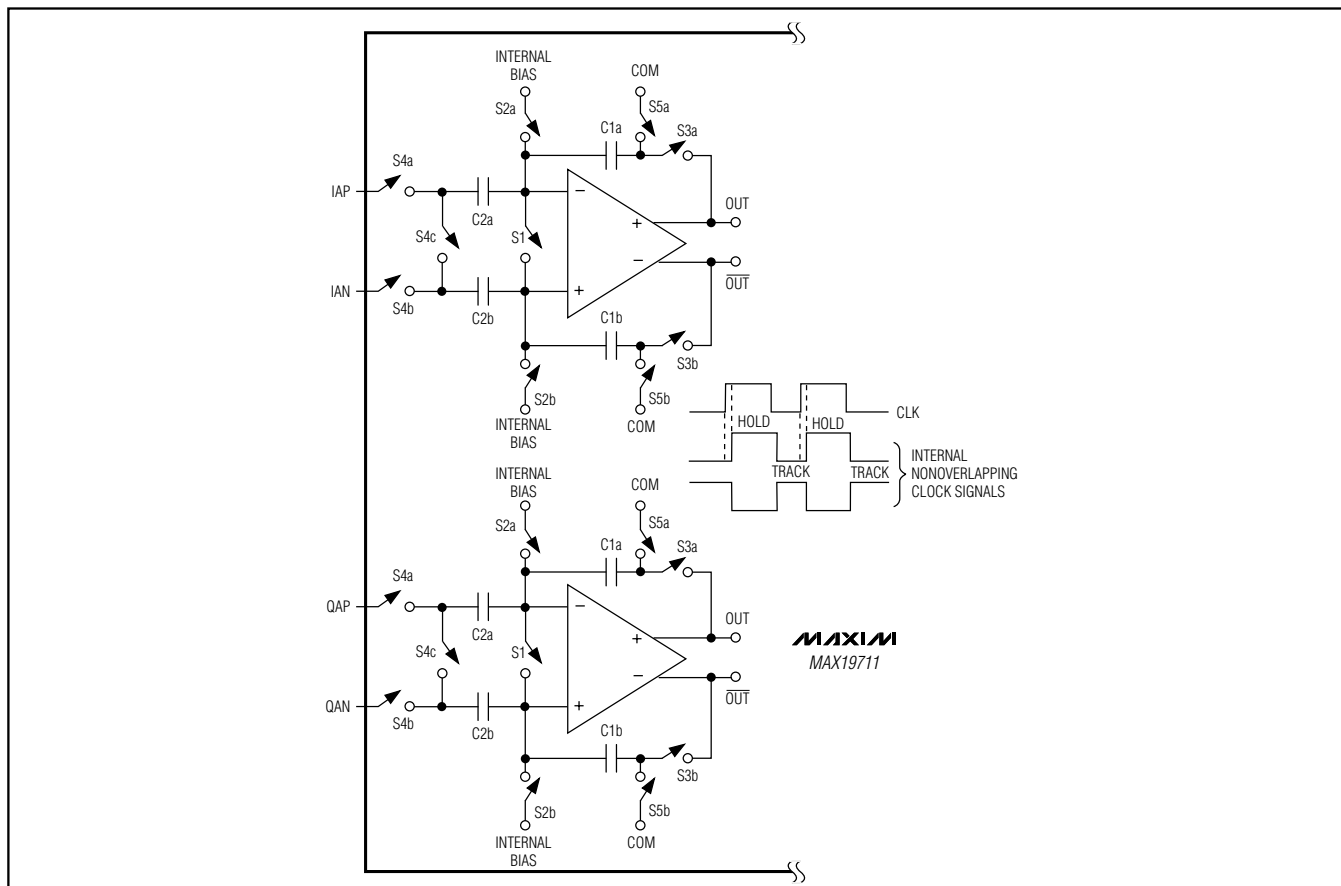 INTERNAL
BIAS
COM
S2a
S5a
C1a
S3a
S4a
IAP
C2a
−
OUT
+
S4c
S1
−
OUT
IAN
S4b
C2b
+
C1b
S3b
S2b
S5b
INTERNAL
BIAS
COM
CLK
HOLD
HOLD
TRACK
TRACK
INTERNAL
NONOVERLAPPING
CLOCK SIGNALS
INTERNAL
BIAS
COM
S2a
S5a
C1a
S3a
S4a
QAP
C2a
−
OUT
+
S4c
S1
−
OUT
QAN
S4b
C2b
+
C1b
S3b
S2b
S5b
INTERNAL
BIAS
COM
MAXIM
MAX19711